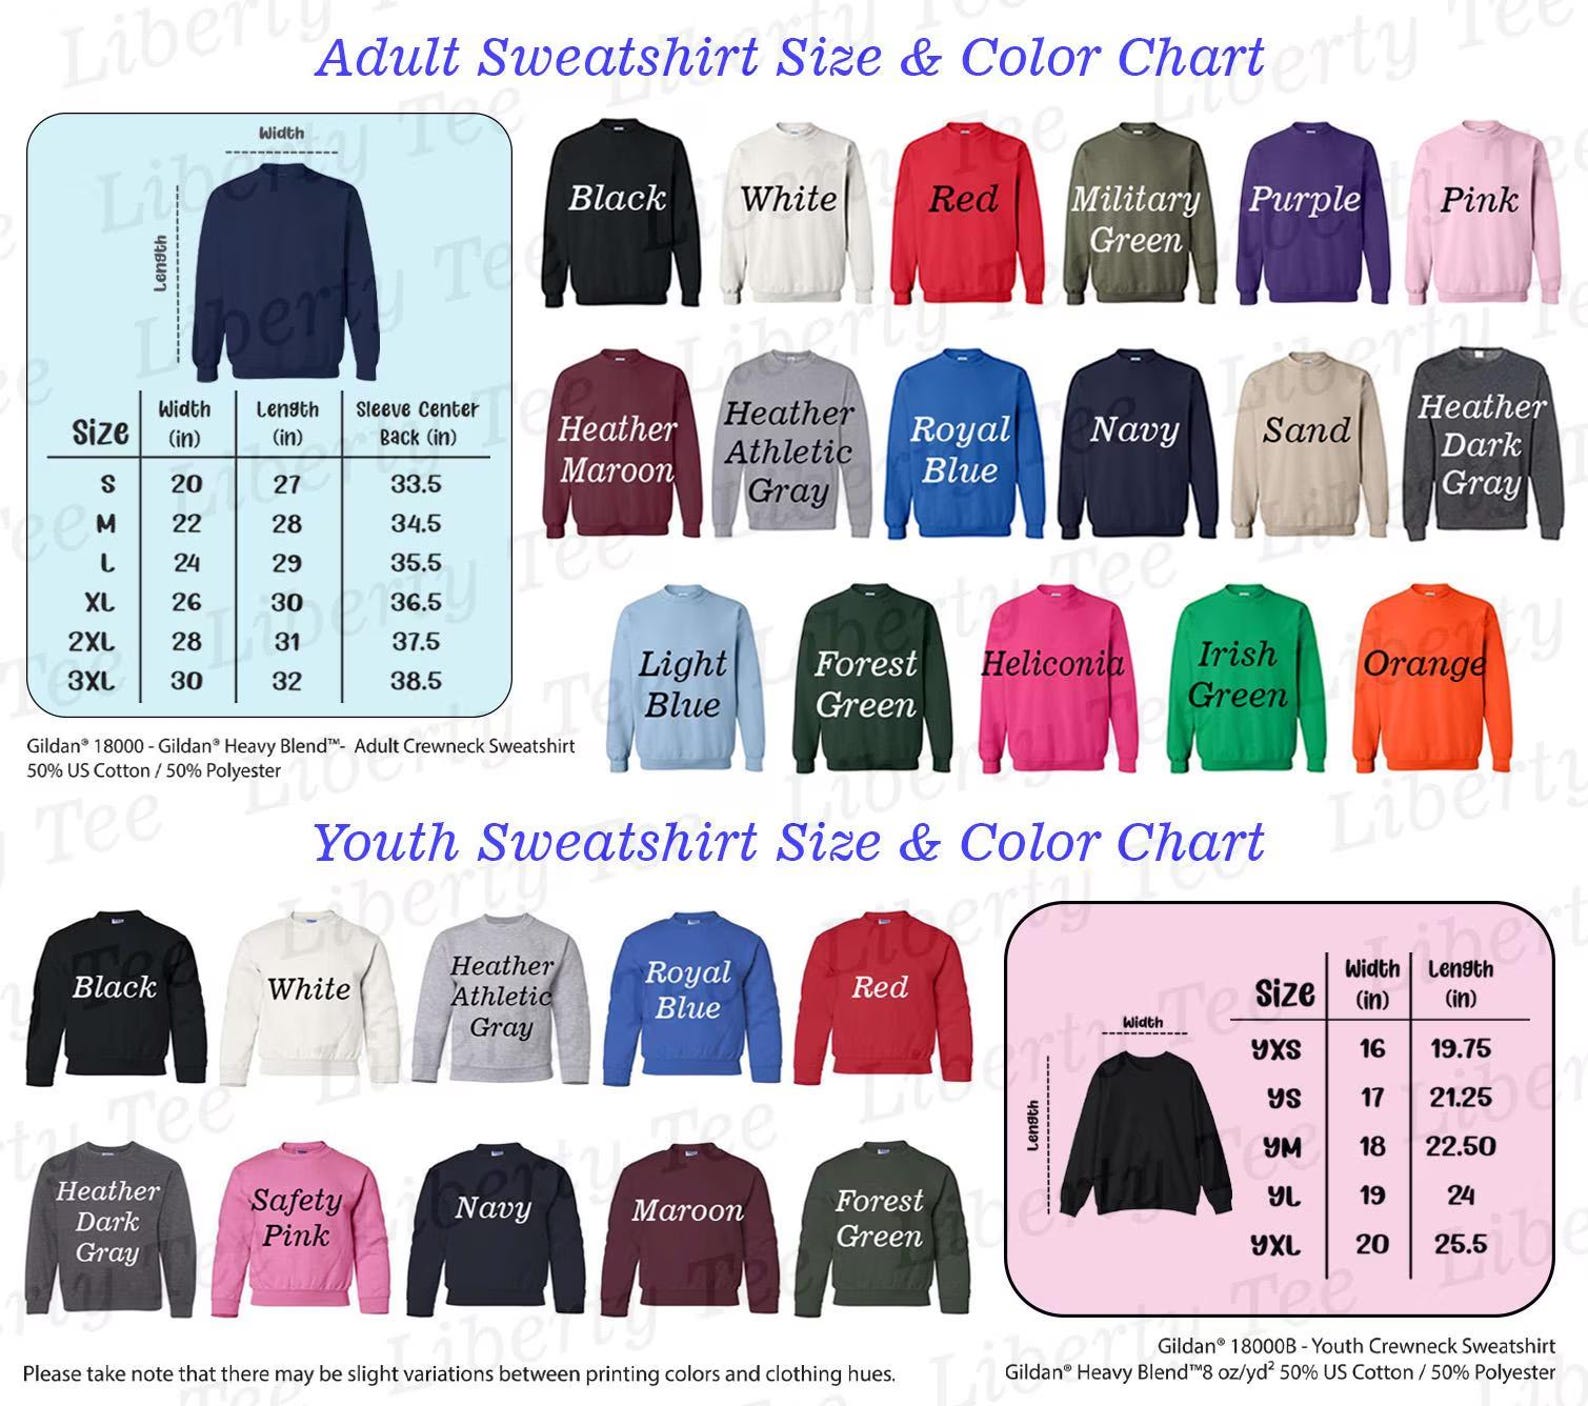 Adult Sweatshirt Size & Color Chart
Width
Length
Size Width (in) Length (in) Sleeve Center Back (in)
S 20 27 33.5
M 22 28 34.5
L 24 29 35.5
XL 26 30 36.5
2XL 28 31 37.5
3XL 30 32 38.5
Gildan® 18000 - Gildan® Heavy Blend™- Adult Crewneck Sweatshirt
50% US Cotton / 50% Polyester
Black
White
Red
Military
Green
Purple
Pink
Heather
Maroon
Heather
Athletic
Gray
Royal
Blue
Navy
Sand
Heather
Dark
Gray
Light
Blue
Forest
Green
Heliconia
Irish
Green
Orange
Youth Sweatshirt Size & Color Chart
Black
White
Heather
Athletic
Gray
Royal
Blue
Red
Heather
Dark
Gray
Safety
Pink
Navy
Maroon
Forest
Green
Width
Length
Size Width (in) Length (in)
YXS 16 19.75
YS 17 21.25
YM 18 22.50
YL 19 24
YXL 20 25.5
Gildan® 18000B - Youth Crewneck Sweatshirt
Gildan® Heavy Blend™8 oz/yd² 50% US Cotton / 50% Polyester
Please take note that there may be slight variations between printing colors and clothing hues.
Liberty Tee